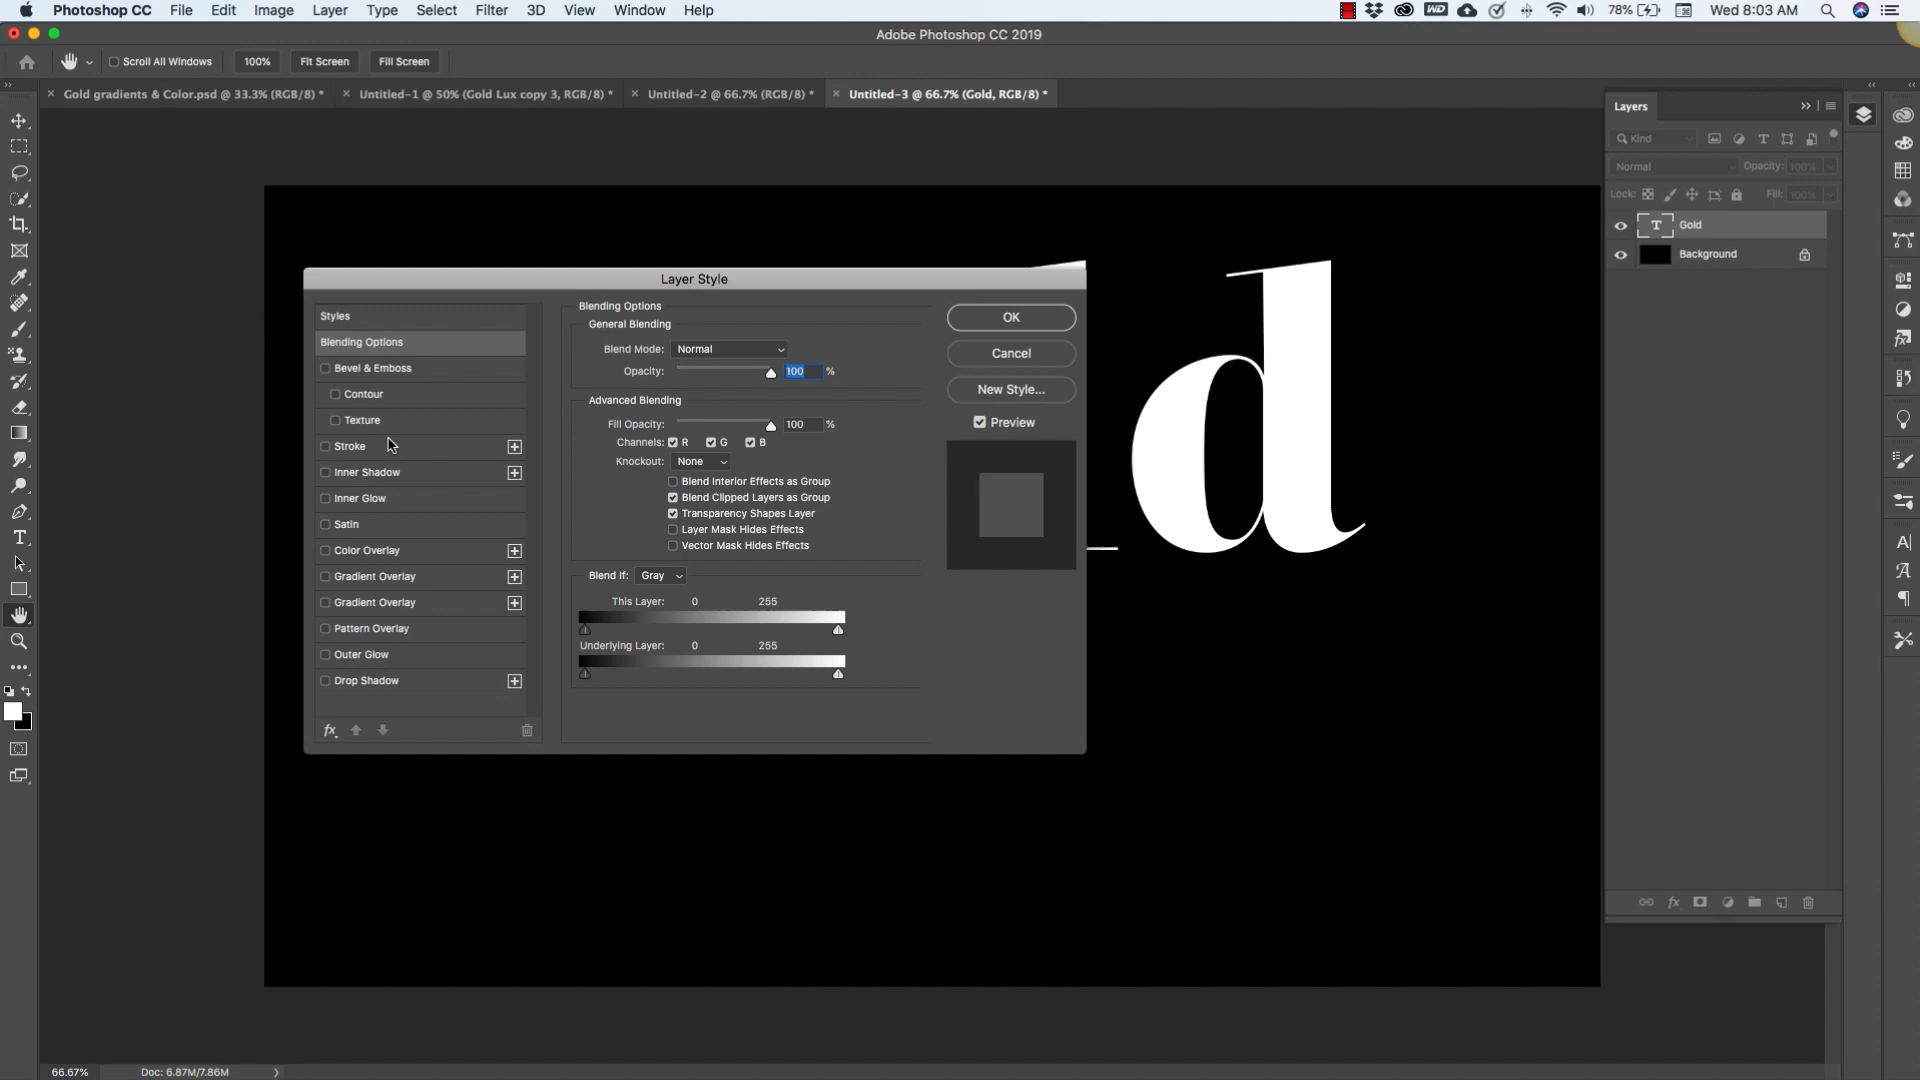 Photoshop CC File Edit Image Layer Type Select Filter 3D View Window Help
WD 78% Wed 8:03 AM
Adobe Photoshop CC 2019
Scroll All Windows 100% Fit Screen Fill Screen
Gold gradients & Color.psd @ 33.3% (RGB/8) * Untitled-1 @ 50% (Gold Lux copy 3, RGB/8) * Untitled-2 @ 66.7% (RGB/8) * Untitled-3 @ 66.7% (Gold, RGB/8) *
Layers
Kind
Normal Opacity: 100%
Lock: Fill: 100%
T Gold
Background
d
Layer Style
Styles
Blending Options
Bevel & Emboss
Contour
Texture
Stroke
Inner Shadow
Inner Glow
Satin
Color Overlay
Gradient Overlay
Gradient Overlay
Pattern Overlay
Outer Glow
Drop Shadow
fx
Blending Options
General Blending
Blend Mode: Normal
Opacity: 100 %
Advanced Blending
Fill Opacity: 100 %
Channels: R G B
Knockout: None
Blend Interior Effects as Group
Blend Clipped Layers as Group
Transparency Shapes Layer
Layer Mask Hides Effects
Vector Mask Hides Effects
Blend If: Gray
This Layer: 0 255
Underlying Layer: 0 255
OK
Cancel
New Style...
Preview
fx
66.67% Doc: 6.87M/7.86M